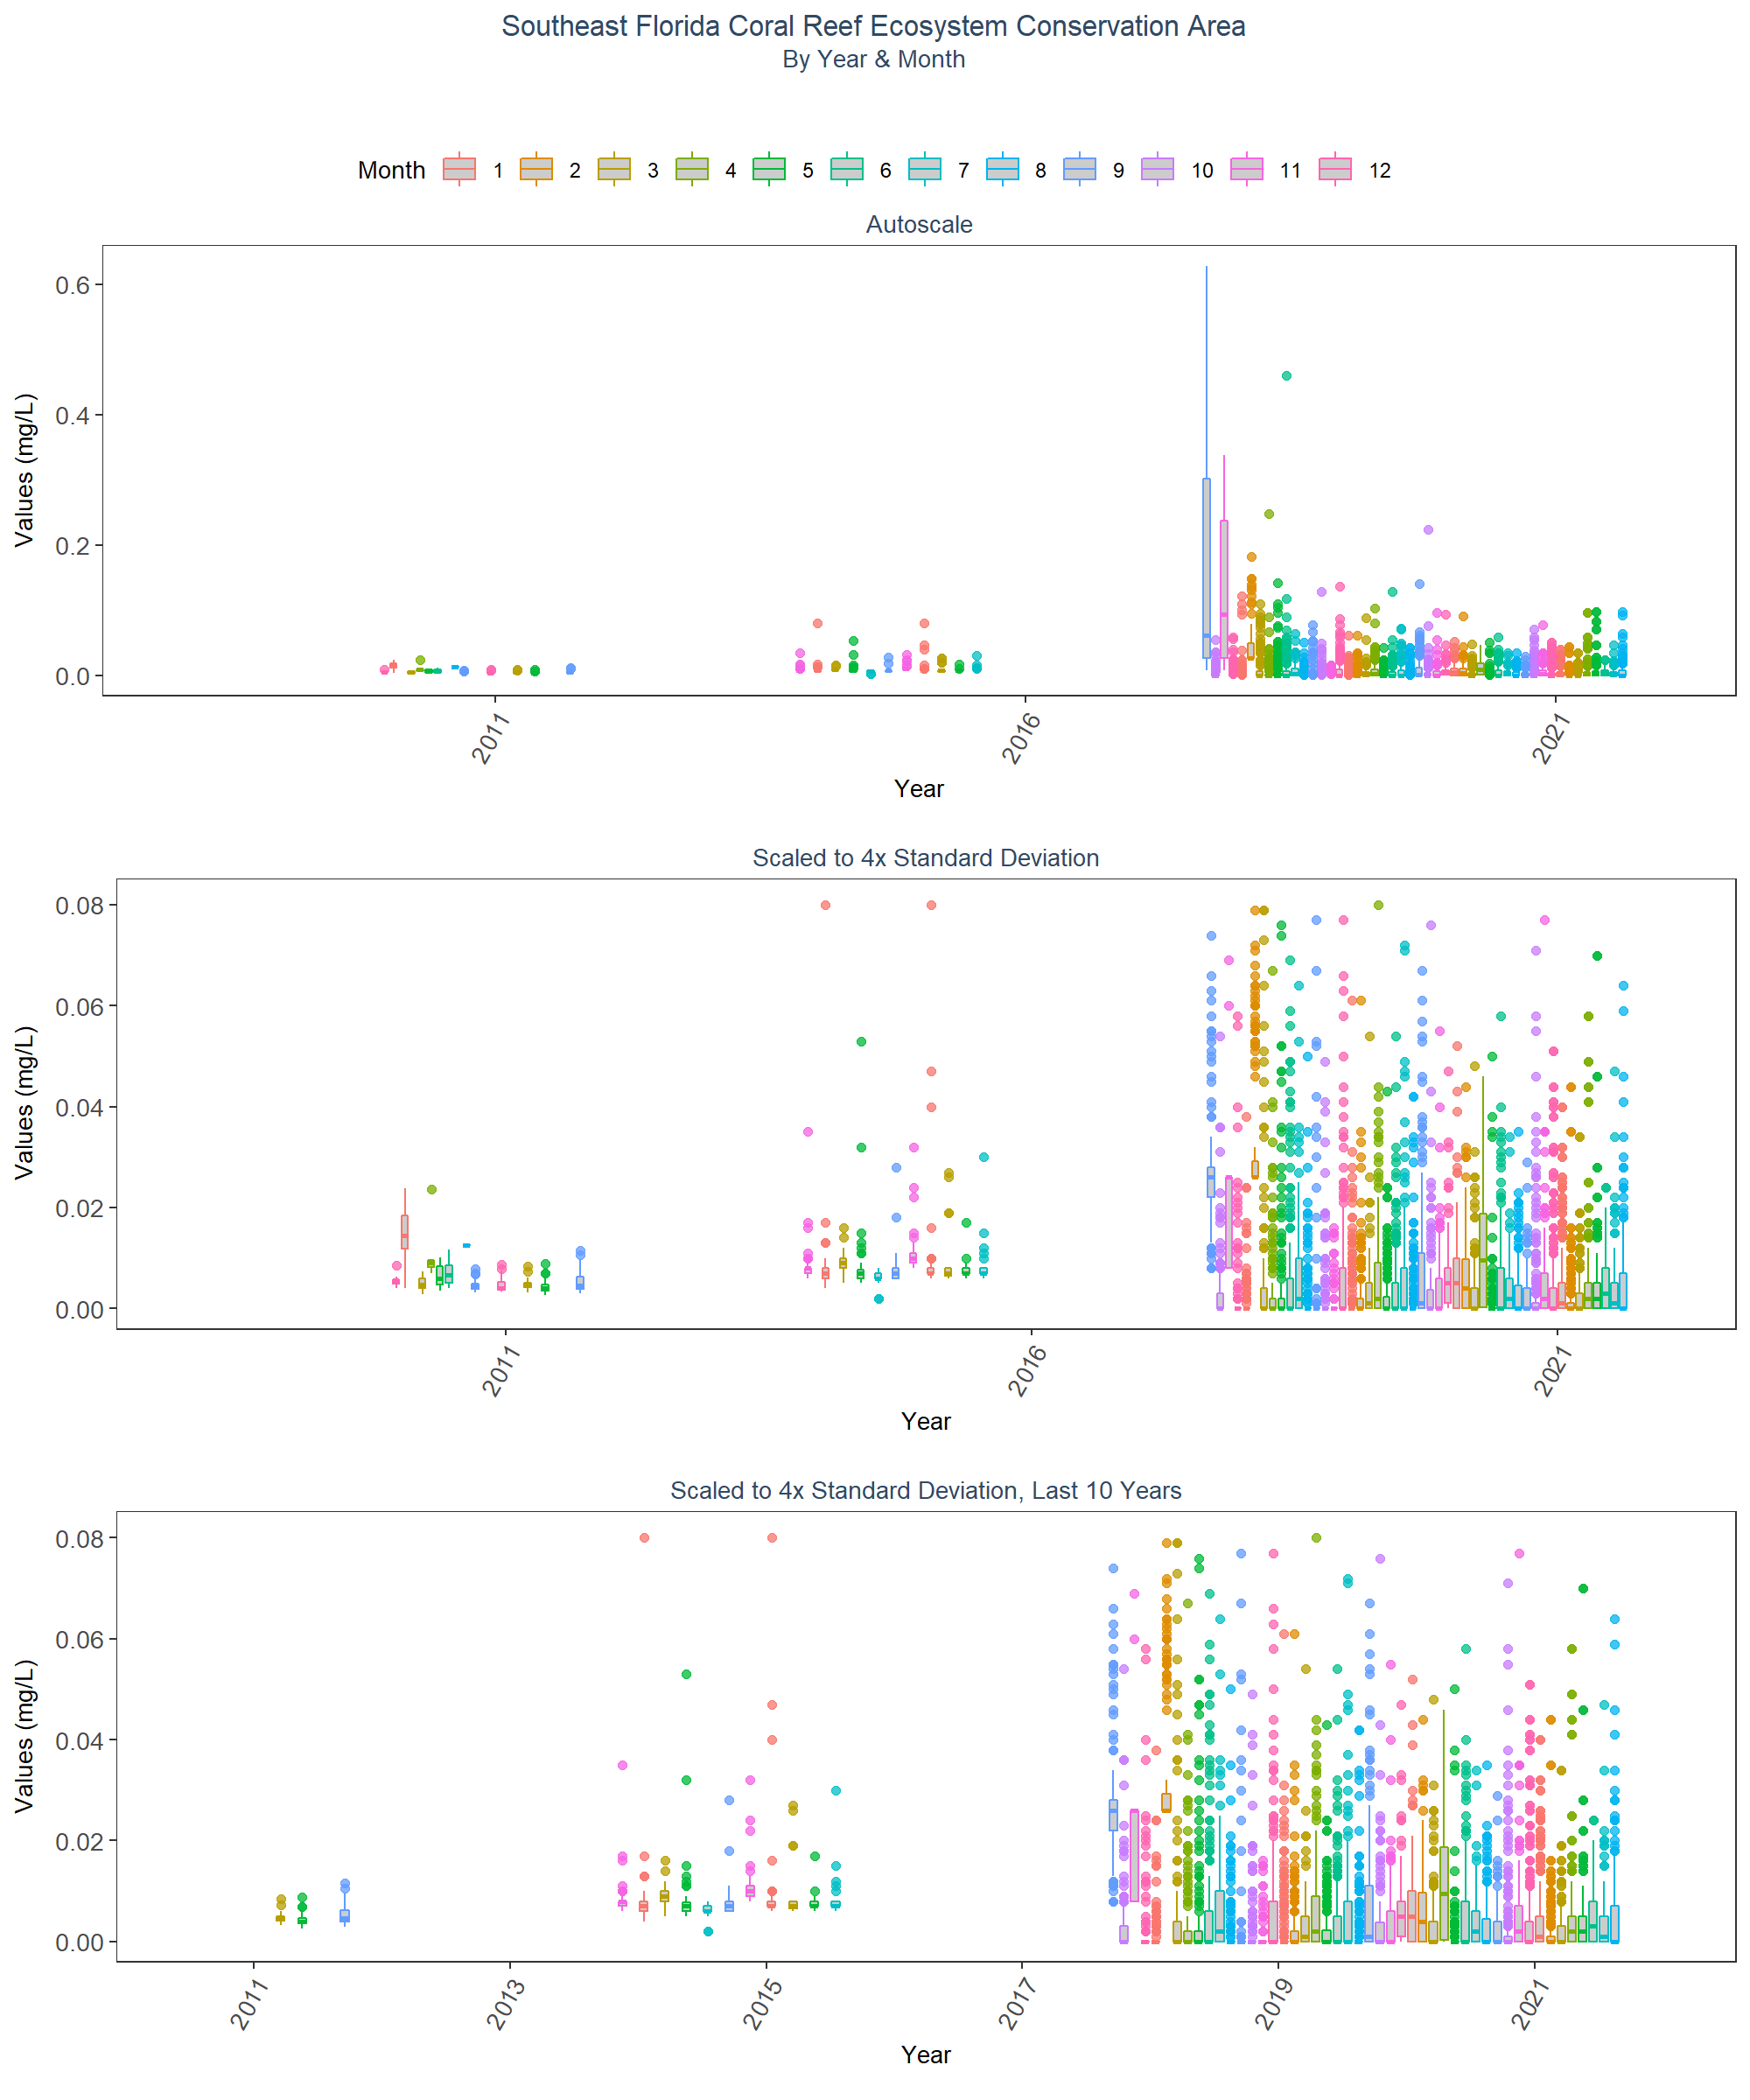 Southeast Florida Coral Reef Ecosystem Conservation Area
By Year & Month
Month 1 2 3 4 5 6 7 8 9 10 11 12
Autoscale
Values (mg/L)
0.6
0.4
0.2
0.0
2011 2016 2021
Year
Scaled to 4x Standard Deviation
Values (mg/L)
0.08
0.06
0.04
0.02
0.00
2011 2016 2021
Year
Scaled to 4x Standard Deviation, Last 10 Years
Values (mg/L)
0.08
0.06
0.04
0.02
0.00
2011 2013 2015 2017 2019 2021
Year